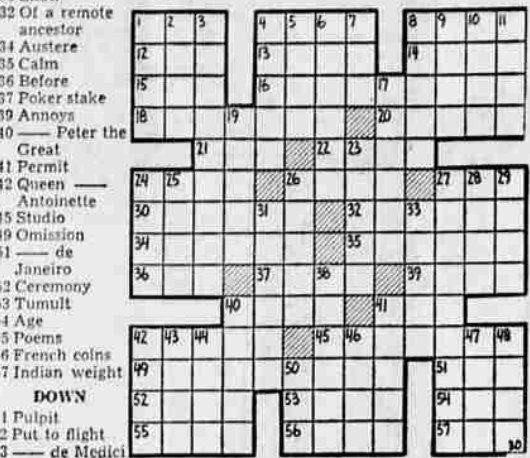 32 Of a remote
ancestor
34 Austere
35 Calm
36 Before
37 Poker stake
39 Annoys
40 —— Peter the
Great
41 Permit
42 Queen ——
Antoinette
45 Studio
49 Omission
51 —— de
Janeiro
52 Ceremony
53 Tumult
54 Age
55 Poems
56 French coins
57 Indian weight
DOWN
1 Pulpit
2 Put to flight
3 —— de Medici
1 2 3 4 5 6 7 8 9 10 11
12 13 14
15 16 17
18 19 20
21 22 23
24 25 26 27 28 29
30 31 32 33
34 35
36 37 38 39
40 41
42 43 44 45 46 47 48
49 50 51
52 53 54
55 56 57
30